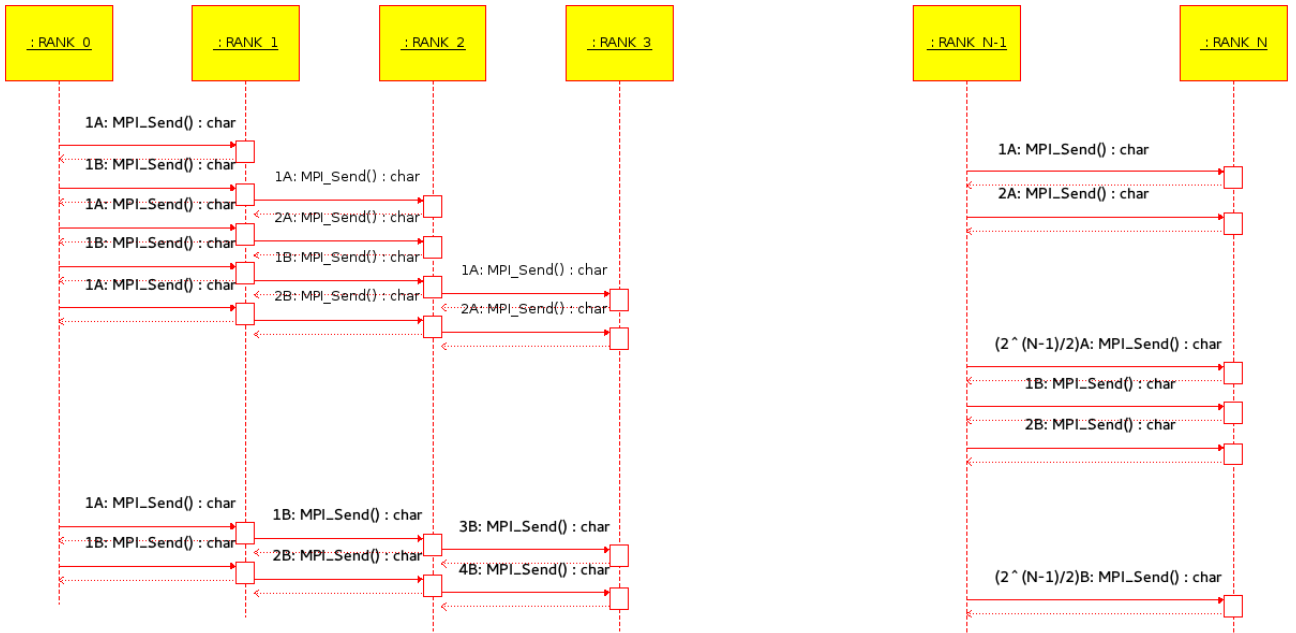 : RANK_0
: RANK_1
: RANK_2
: RANK_3
: RANK_N-1
: RANK_N
1A: MPI_Send() : char
1B: MPI_Send() : char
1A: MPI_Send() : char
1B: MPI_Send() : char
1A: MPI_Send() : char
1A: MPI_Send() : char
2A: MPI_Send() : char
1B: MPI_Send() : char
2B: MPI_Send() : char
1A: MPI_Send() : char
2A: MPI_Send() : char
1A: MPI_Send() : char
1B: MPI_Send() : char
1B: MPI_Send() : char
2B: MPI_Send() : char
3B: MPI_Send() : char
4B: MPI_Send() : char
1A: MPI_Send() : char
2A: MPI_Send() : char
(2^(N-1)/2)A: MPI_Send() : char
1B: MPI_Send() : char
2B: MPI_Send() : char
(2^(N-1)/2)B: MPI_Send() : char